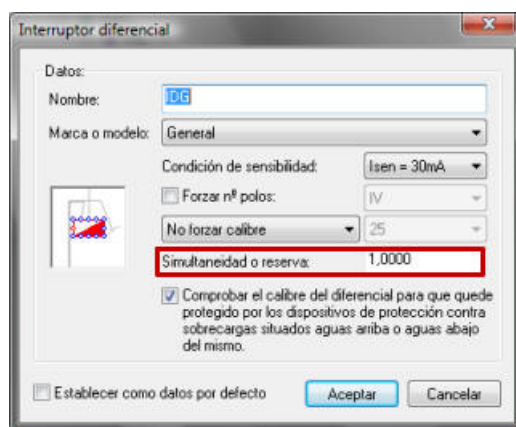 Interruptor diferencial
Datos:
Nombre: IDG
Marca o modelo: General
Condición de sensibilidad: Isen = 30mA
Forzar nº polos: IV
No forzar calibre 25
Simultaneidad o reserva: 1,0000
Comprobar el calibre del diferencial para que quede
protegido por los dispositivos de protección contra
sobrecargas situados aguas arriba o aguas abajo
del mismo.
Establecer como datos por defecto Aceptar Cancelar